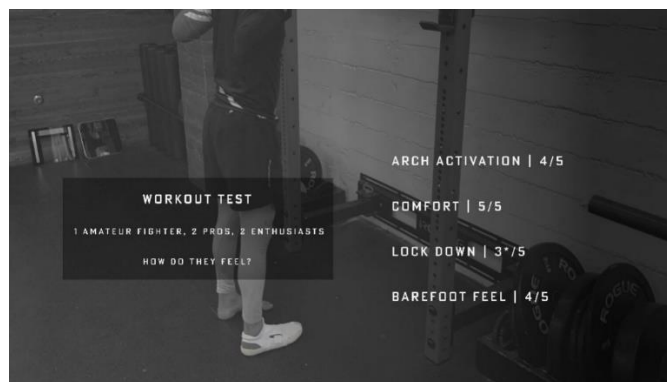 WORKOUT TEST
1 AMATEUR FIGHTER, 2 PROS, 2 ENTHUSIASTS
HOW DO THEY FEEL?
ARCH ACTIVATION | 4/5
COMFORT | 5/5
LOCK DOWN | 3*/5
BAREFOOT FEEL | 4/5
ROGUE